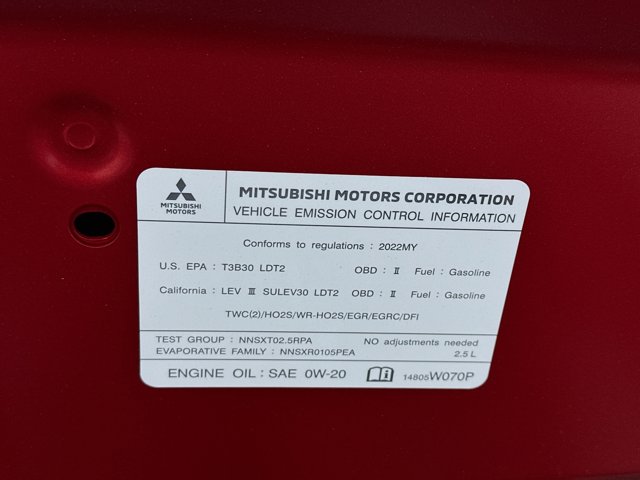 MITSUBISHI
MOTORS
MITSUBISHI MOTORS CORPORATION
VEHICLE EMISSION CONTROL INFORMATION
Conforms to regulations : 2022MY
U.S. EPA : T3B30 LDT2 OBD : Ⅱ Fuel : Gasoline
California : LEV Ⅲ SULEV30 LDT2 OBD : Ⅱ Fuel : Gasoline
TWC(2)/HO2S/WR-HO2S/EGR/EGRC/DFI
TEST GROUP : NNSXT02.5RPA NO adjustments needed
EVAPORATIVE FAMILY : NNSXR0105PEA 2.5 L
ENGINE OIL : SAE 0W-20 14805W070P